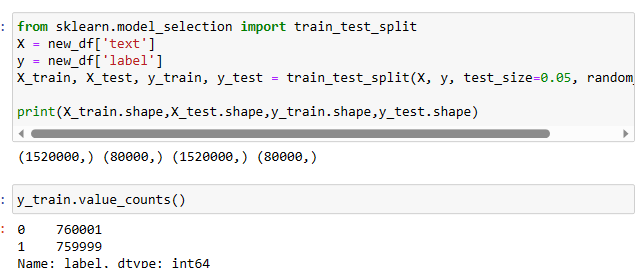 :
from sklearn.model_selection import train_test_split
X = new_df['text']
y = new_df['label']
X_train, X_test, y_train, y_test = train_test_split(X, y, test_size=0.05, random_
print(X_train.shape,X_test.shape,y_train.shape,y_test.shape)
(1520000,) (80000,) (1520000,) (80000,)
:
y_train.value_counts()
:
0    760001
1    759999
Name: label, dtype: int64